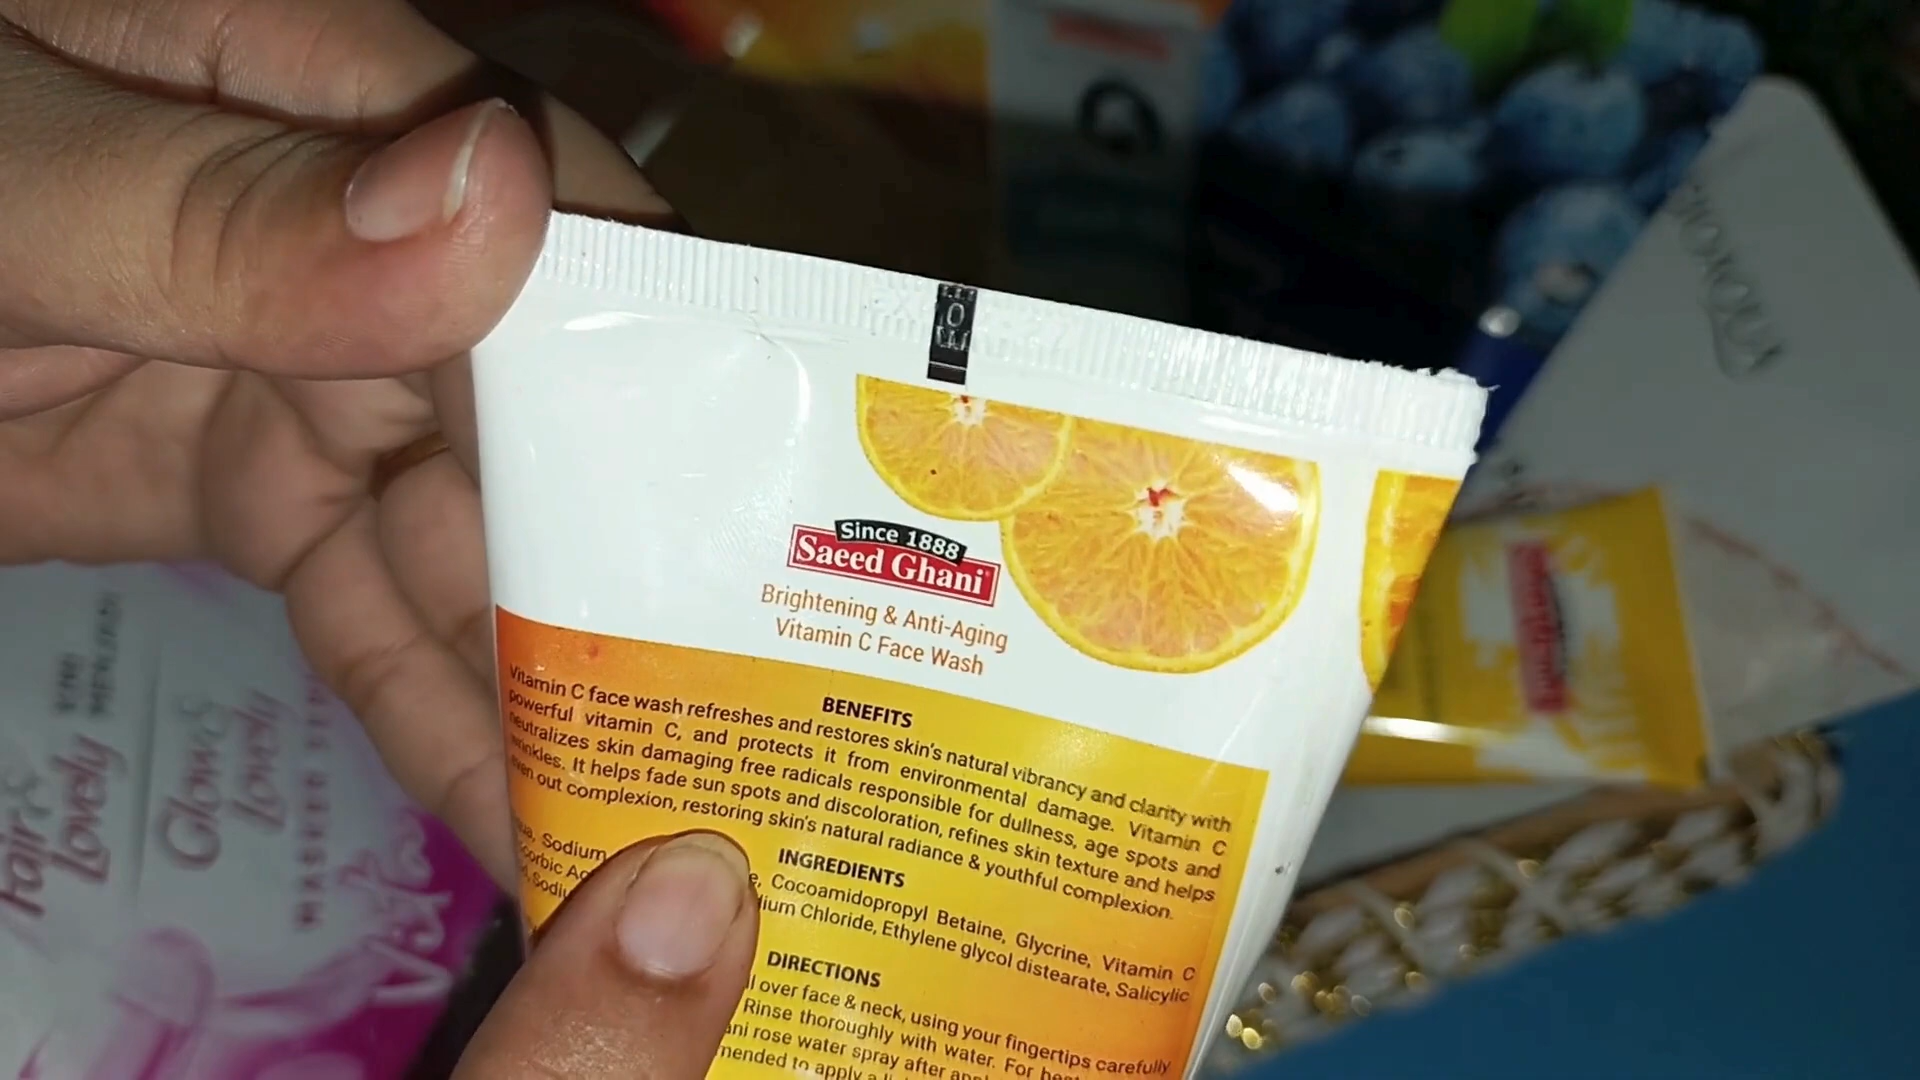 Since 1888
Saeed Ghani
Brightening & Anti-Aging
Vitamin C Face Wash
BENEFITS
Vitamin C face wash refreshes and restores skin's natural vibrancy and clarity with
powerful vitamin C, and protects it from environmental damage. Vitamin C
neutralizes skin damaging free radicals responsible for dullness, age spots and
wrinkles. It helps fade sun spots and discoloration, refines skin texture and helps
even out complexion, restoring skin's natural radiance & youthful complexion.
INGREDIENTS
Sodium Cocoamidopropyl Betaine, Glycrine, Vitamin C
Chloride, Ethylene glycol distearate, Salicylic
DIRECTIONS
over face & neck, using your fingertips carefully
Rinse thoroughly with water. For
rose water spray after
to apply a
Fair &
Lovely
Glow &
Lovely